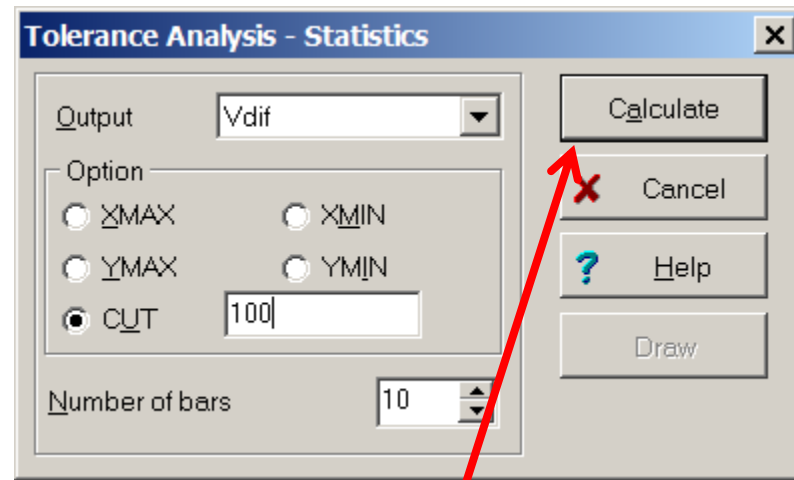 Tolerance Analysis - Statistics
Output Vdif
Option
XMAX XMIN
YMAX YMIN
CUT 100
Number of bars 10
Calculate
Cancel
? Help
Draw